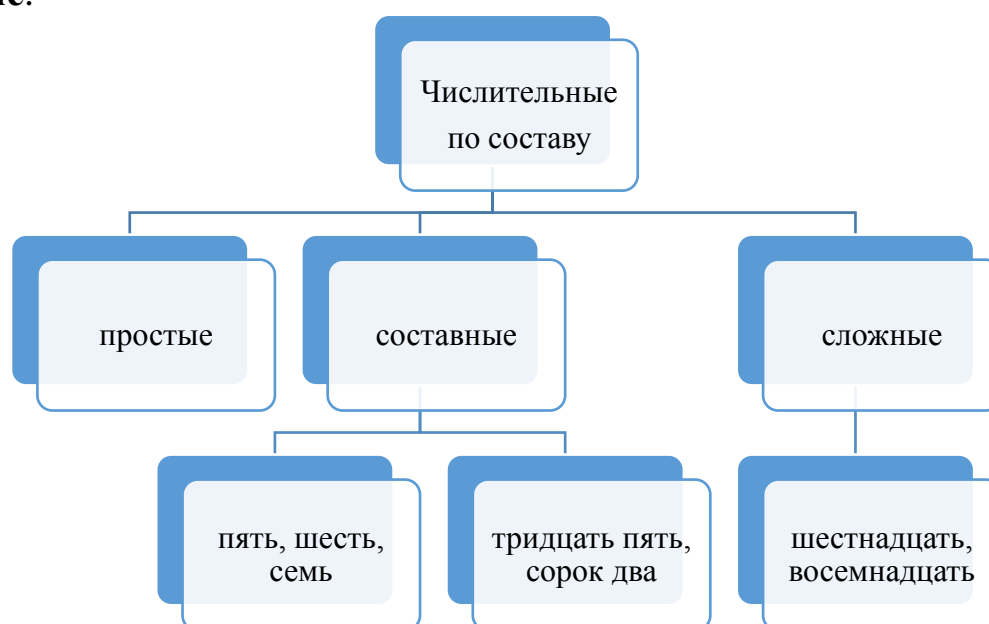 Числительные
по составу
простые
составные
сложные
пять, шесть,
семь
тридцать пять,
сорок два
шестнадцать,
восемнадцать